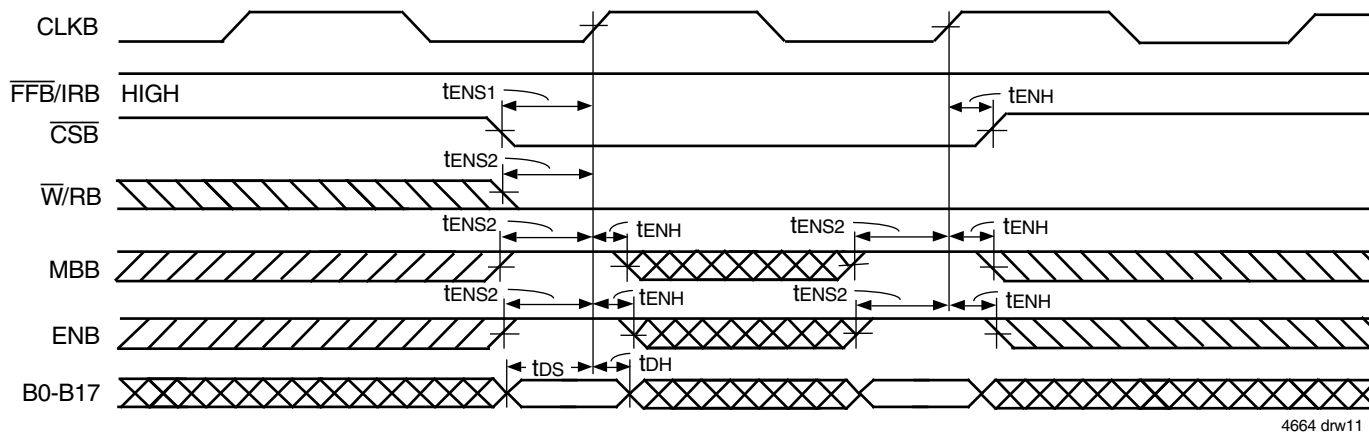 CLKB
FFB/IRB HIGH
tENS1
tENH
CSB
tENS2
W/RB
tENS2
tENH
tENS2
tENH
MBB
tENS2
tENH
tENS2
tENH
ENB
tDS
tDH
B0-B17
4664 drw11